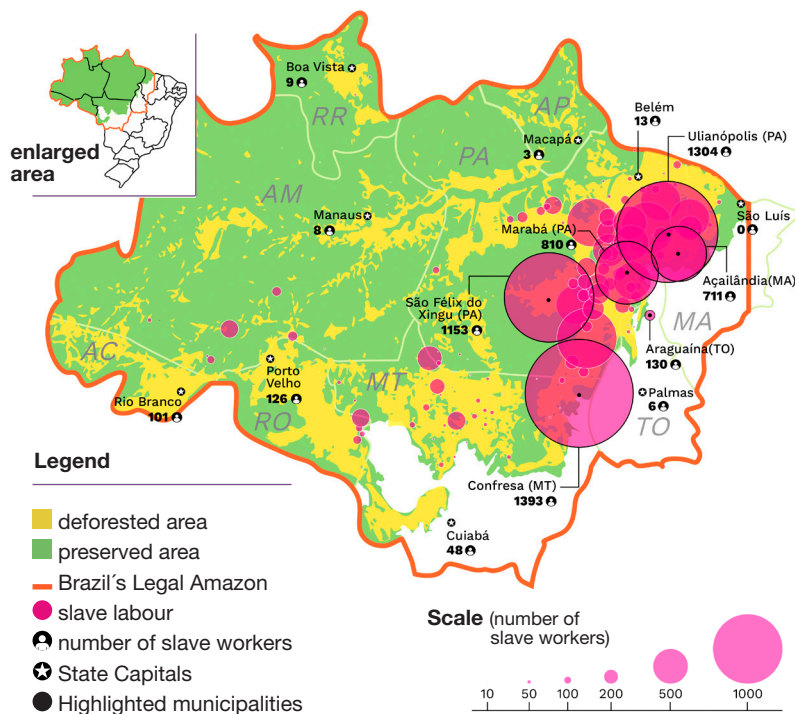 enlarged
area
Boa Vista
9
RR
AP
Macapá
3
Belém
13
Ulianópolis (PA)
1304
PA
AM
Manaus
8
Marabá (PA)
810
São Luís
0
Açailândia(MA)
711
São Félix do
Xingu (PA)
1153
MA
Araguaína(TO)
130
AC
Porto
Velho
126
MT
Rio Branco
101
RO
Palmas
6
TO
Confresa (MT)
1393
Cuiabá
48
Legend
deforested area
preserved area
Brazil´s Legal Amazon
slave labour
number of slave workers
State Capitals
Highlighted municipalities
Scale (number of
slave workers)
10 50 100 200 500 1000